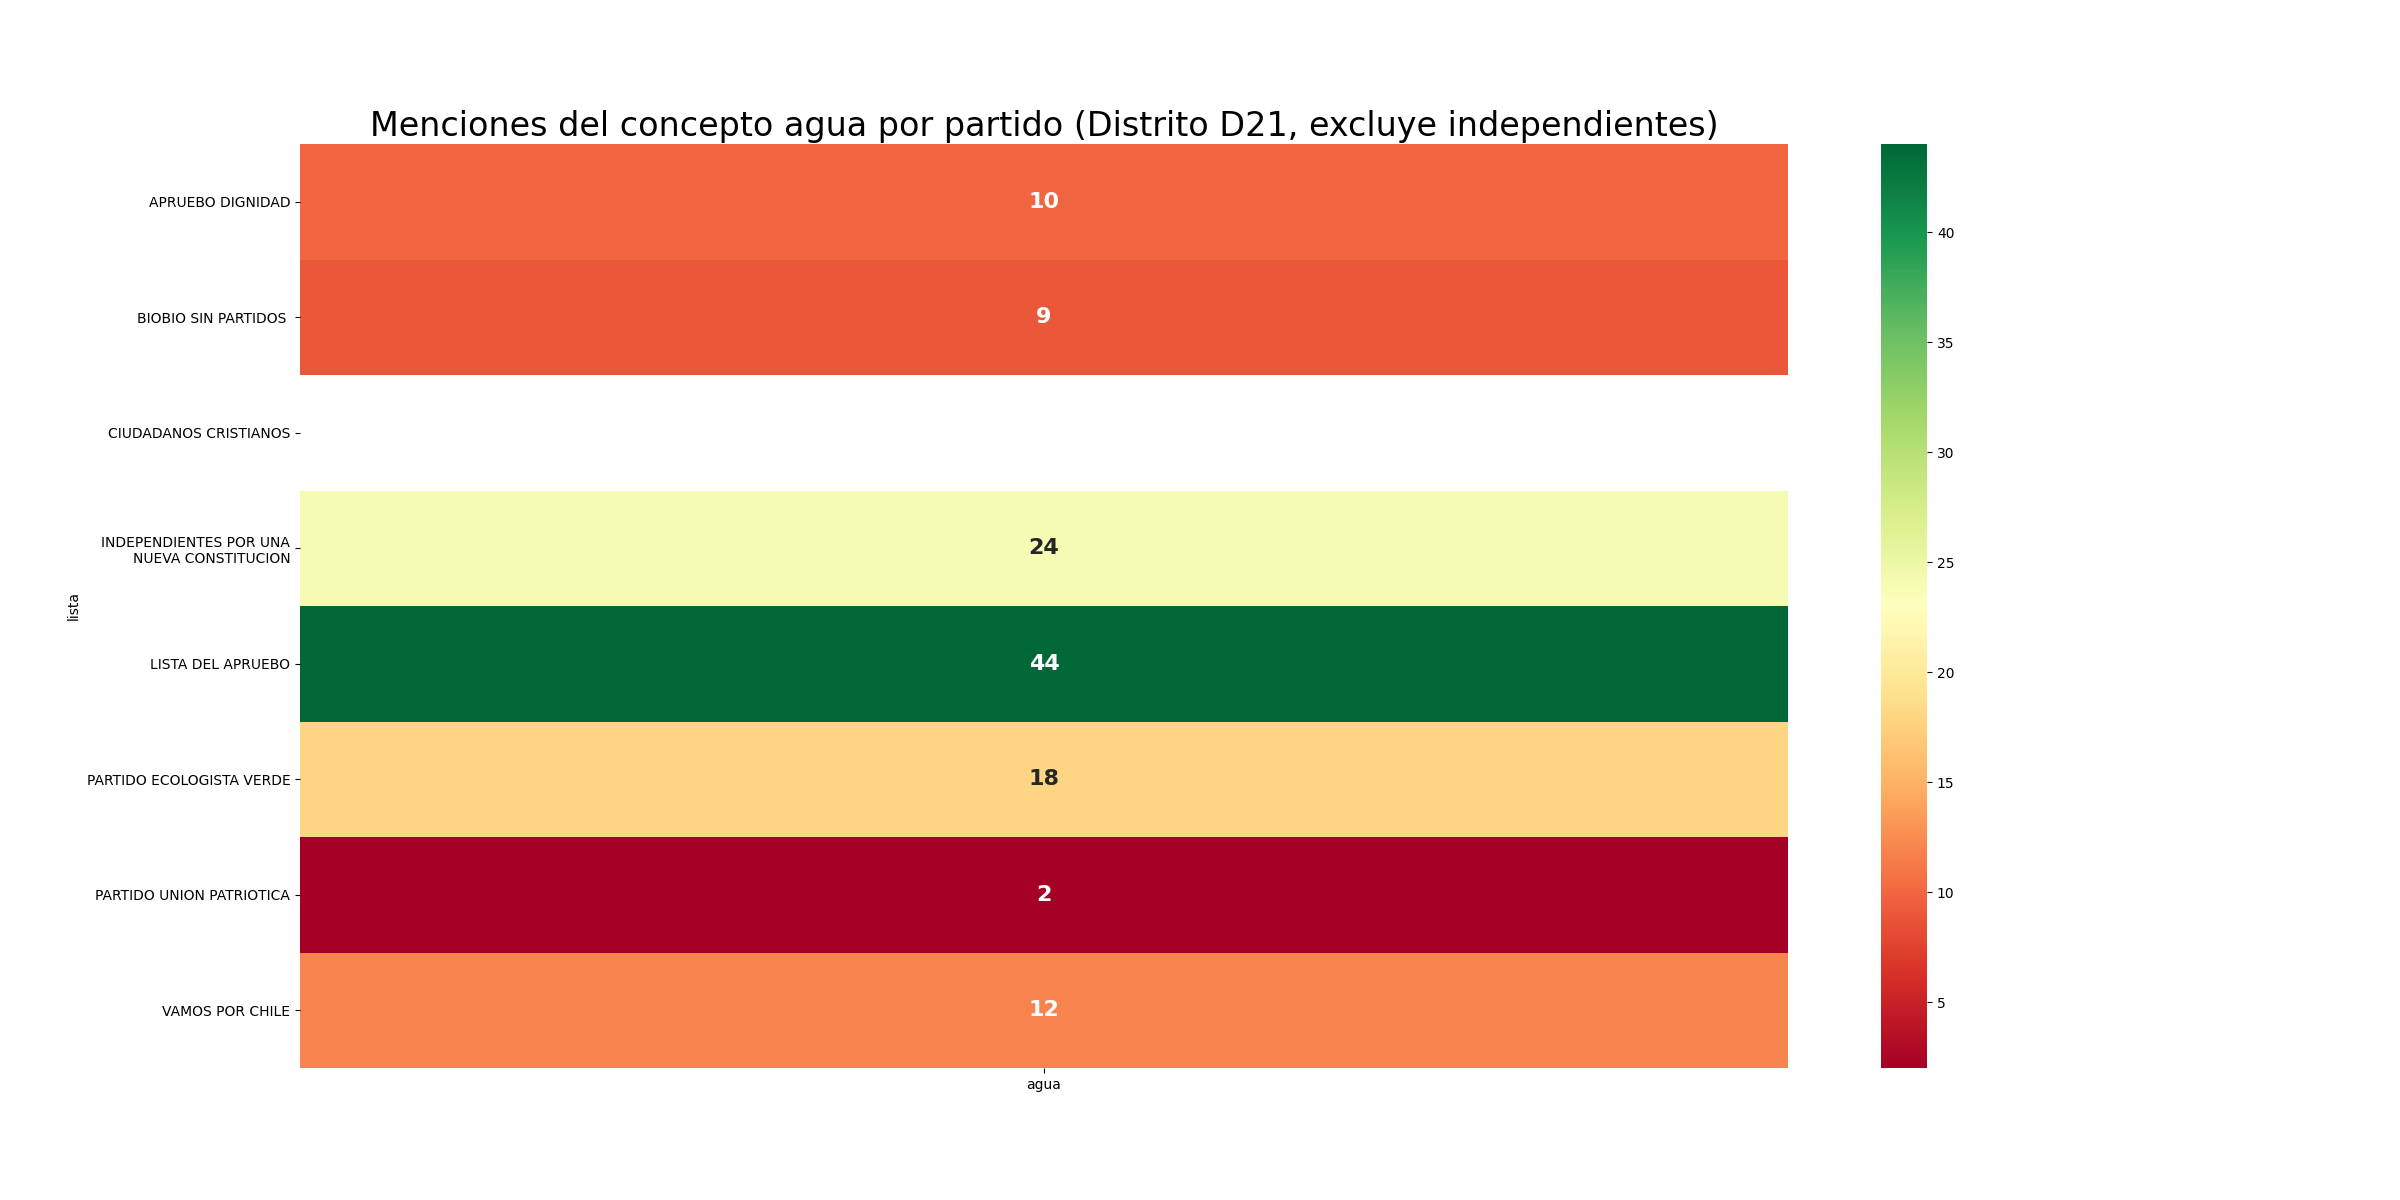 Menciones del concepto agua por partido (Distrito D21, excluye independientes)
APRUEBO DIGNIDAD
10
BIOBIO SIN PARTIDOS
9
CIUDADANOS CRISTIANOS
INDEPENDIENTES POR UNA
NUEVA CONSTITUCION
24
LISTA DEL APRUEBO
44
PARTIDO ECOLOGISTA VERDE
18
PARTIDO UNION PATRIOTICA
2
VAMOS POR CHILE
12
lista
agua
40
35
30
25
20
15
10
5